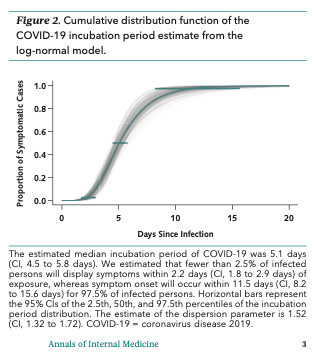 Figure 2. Cumulative distribution function of the
COVID-19 incubation period estimate from the
log-normal model.
Proportion of Symptomatic Cases
1.0
0.8
0.6
0.4
0.2
0.0
0
5
10
15
20
Days Since Infection
The estimated median incubation period of COVID-19 was 5.1 days
(CI, 4.5 to 5.8 days). We estimated that fewer than 2.5% of infected
persons will display symptoms within 2.2 days (CI, 1.8 to 2.9 days) of
exposure, whereas symptom onset will occur within 11.5 days (CI, 8.2
to 15.6 days) for 97.5% of infected persons. Horizontal bars represent
the 95% CIs of the 2.5th, 50th, and 97.5th percentiles of the incubation
period distribution. The estimate of the dispersion parameter is 1.52
(CI, 1.32 to 1.72). COVID-19 = coronavirus disease 2019.
Annals of Internal Medicine
3